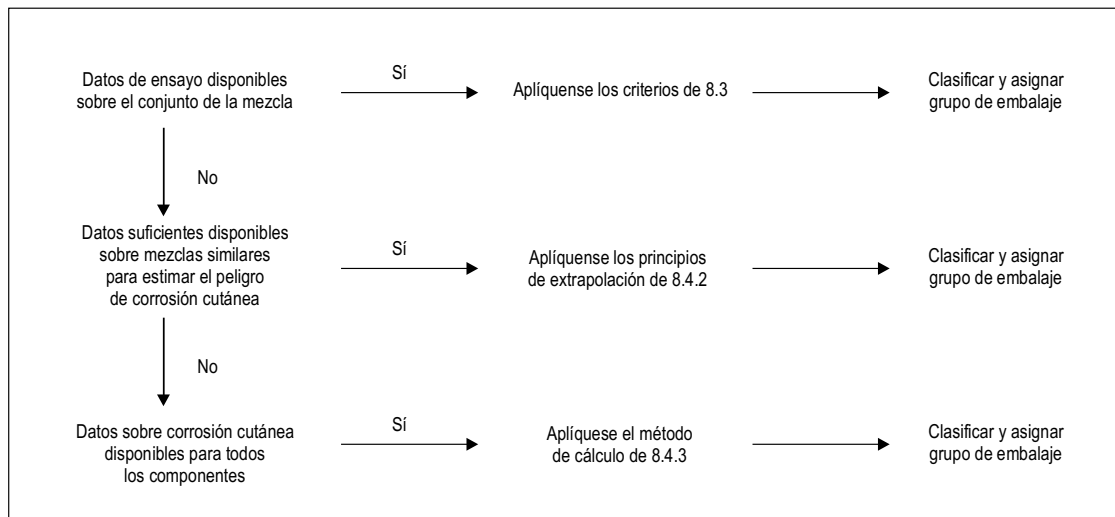 Datos de ensayo disponibles
sobre el conjunto de la mezcla
Sí
Aplíquense los criterios de 8.3
Clasificar y asignar
grupo de embalaje
No
Datos suficientes disponibles
sobre mezclas similares
para estimar el peligro
de corrosión cutánea
Sí
Aplíquense los principios
de extrapolación de 8.4.2
Clasificar y asignar
grupo de embalaje
No
Datos sobre corrosión cutánea
disponibles para todos
los componentes
Sí
Aplíquese el método
de cálculo de 8.4.3
Clasificar y asignar
grupo de embalaje